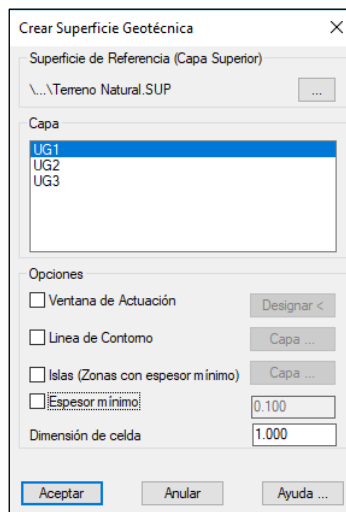 Crear Superficie Geotécnica
Superficie de Referencia (Capa Superior)
\...\Terreno Natural.SUP
...
Capa
UG1
UG2
UG3
Opciones
Ventana de Actuación
Designar <
Linea de Contorno
Capa ...
Islas (Zonas con espesor mínimo)
Capa ...
Espesor mínimo
0.100
Dimensión de celda
1.000
Aceptar
Anular
Ayuda ...